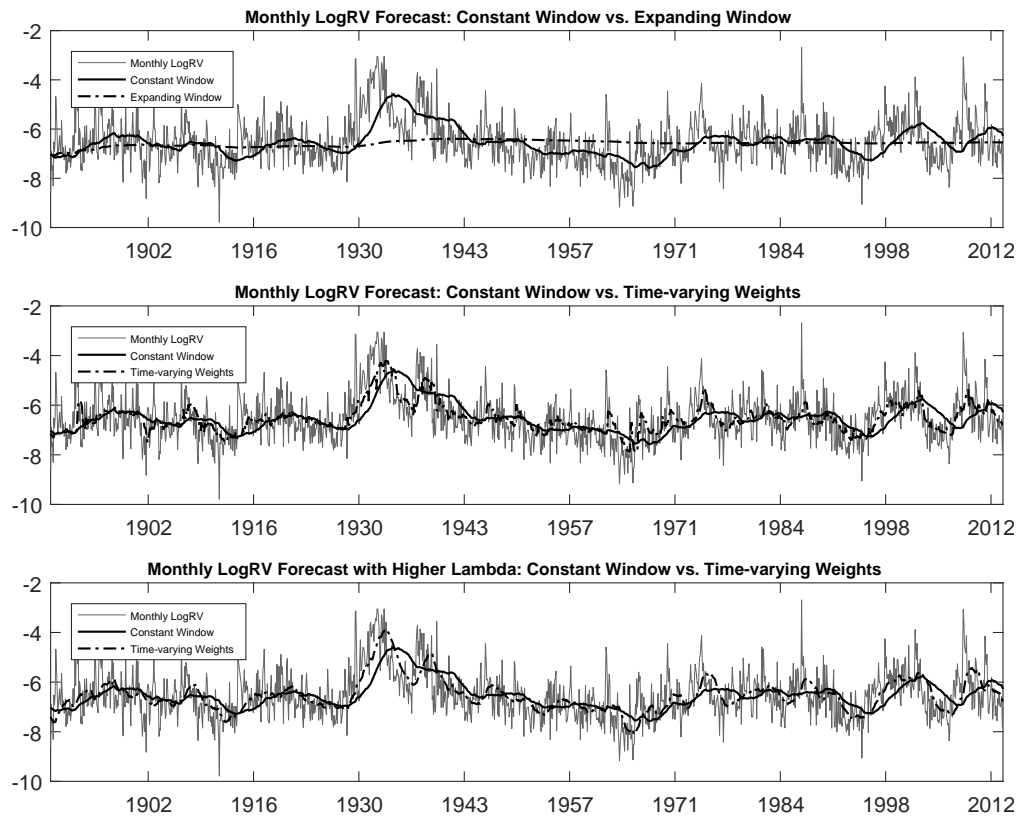 Monthly LogRV Forecast: Constant Window vs. Expanding Window
-2
-4
-6
-8
-10
Monthly LogRV
Constant Window
Expanding Window
1902 1916 1930 1943 1957 1971 1984 1998 2012
Monthly LogRV Forecast: Constant Window vs. Time-varying Weights
-2
-4
-6
-8
-10
Monthly LogRV
Constant Window
Time-varying Weights
1902 1916 1930 1943 1957 1971 1984 1998 2012
Monthly LogRV Forecast with Higher Lambda: Constant Window vs. Time-varying Weights
-2
-4
-6
-8
-10
Monthly LogRV
Constant Window
Time-varying Weights
1902 1916 1930 1943 1957 1971 1984 1998 2012